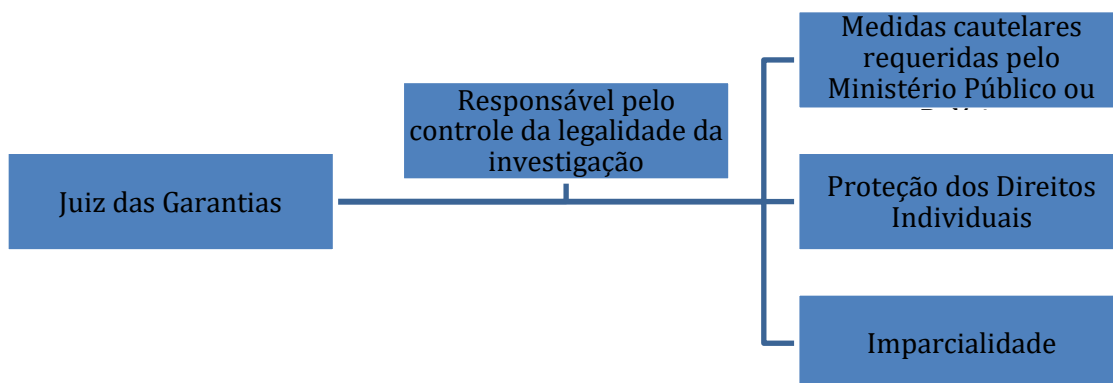 Juiz das Garantias
Responsável pelo
controle da legalidade da
investigação
Medidas cautelares
requeridas pelo
Ministério Público ou
Proteção dos Direitos
Individuais
Imparcialidade